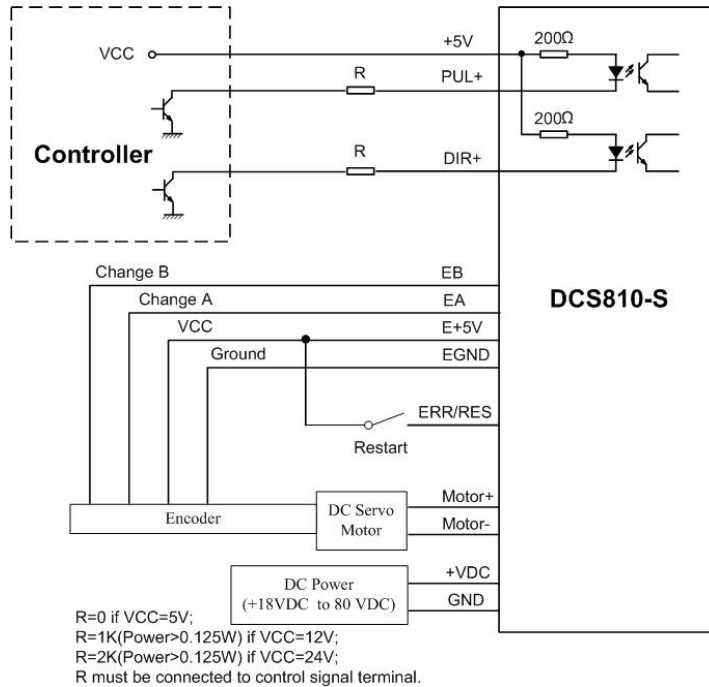 +5V
200Ω
VCC
R
PUL+
200Ω
Controller
R
DIR+
Change B
EB
DCS810-S
Change A
EA
VCC
E+5V
Ground
EGND
ERR/RES
Restart
Motor+
Encoder
DC Servo
Motor
Motor-
+VDC
DC Power
(+18VDC to 80 VDC)
GND
R=0 if VCC=5V;
R=1K(Power>0.125W) if VCC=12V;
R=2K(Power>0.125W) if VCC=24V;
R must be connected to control signal terminal.